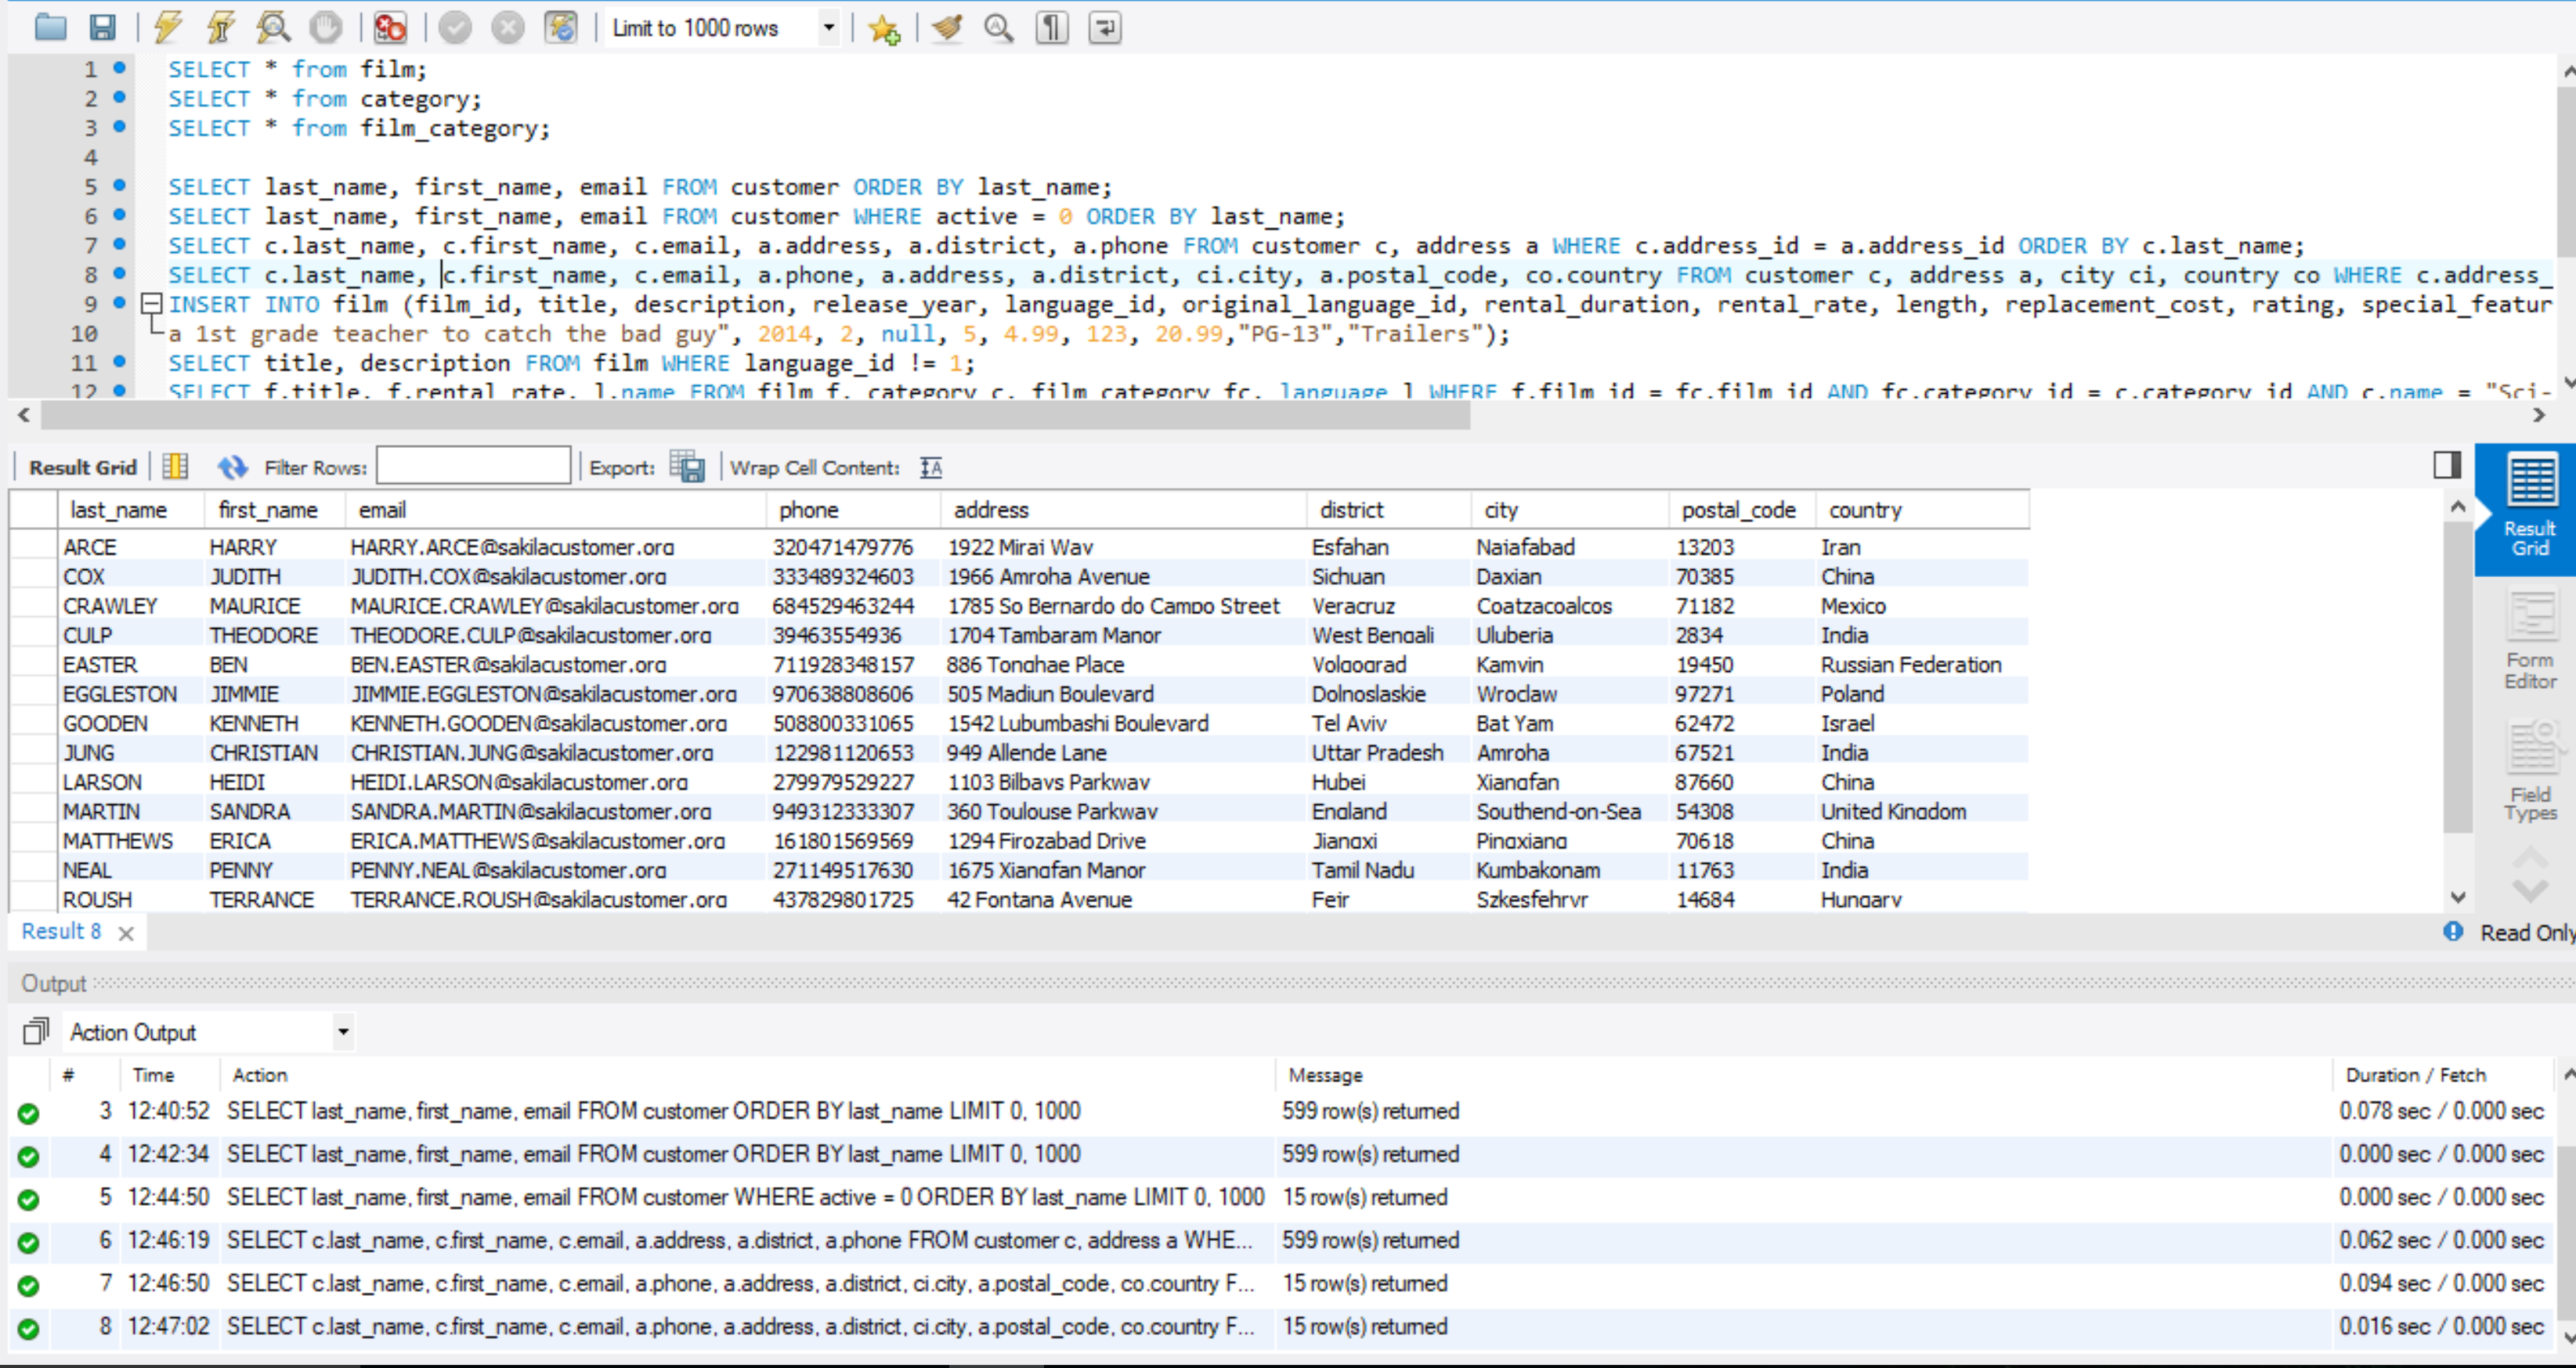 Limit to 1000 rows
1 SELECT * from film;
2 SELECT * from category;
3 SELECT * from film_category;
4
5 SELECT last_name, first_name, email FROM customer ORDER BY last_name;
6 SELECT last_name, first_name, email FROM customer WHERE active = 0 ORDER BY last_name;
7 SELECT c.last_name, c.first_name, c.email, a.address, a.district, a.phone FROM customer c, address a WHERE c.address_id = a.address_id ORDER BY c.last_name;
8 SELECT c.last_name, c.first_name, c.email, a.phone, a.address, a.district, ci.city, a.postal_code, co.country FROM customer c, address a, city ci, country co WHERE c.address_
9 INSERT INTO film (film_id, title, description, release_year, language_id, original_language_id, rental_duration, rental_rate, length, replacement_cost, rating, special_featur
10 a 1st grade teacher to catch the bad guy", 2014, 2, null, 5, 4.99, 123, 20.99,"PG-13","Trailers");
11 SELECT title, description FROM film WHERE language_id != 1;
12 SELECT f.title, f.rental_rate, l.name FROM film f, category c, film_category fc, language l WHERE f.film_id = fc.film_id AND fc.category_id = c.category_id AND c.name = "Sci-
Result Grid Filter Rows: Export: Wrap Cell Content:
last_name first_name email phone address district city postal_code country
ARCE HARRY HARRY.ARCE@sakilacustomer.org 320471479776 1922 Mirai Way Esfahan Najafabad 13203 Iran
COX JUDITH JUDITH.COX@sakilacustomer.org 333489324603 1966 Amroha Avenue Sichuan Daxian 70385 China
CRAWLEY MAURICE MAURICE.CRAWLEY@sakilacustomer.org 684529463244 1785 So Bernardo do Campo Street Veracruz Coatzacoalcos 71182 Mexico
CULP THEODORE THEODORE.CULP@sakilacustomer.org 39463554936 1704 Tambaram Manor West Bengali Uluberia 2834 India
EASTER BEN BEN.EASTER@sakilacustomer.org 711928348157 886 Tonghae Place Volgograd Kamyin 19450 Russian Federation
EGGLESTON JIMMIE JIMMIE.EGGLESTON@sakilacustomer.org 970638808606 505 Madiun Boulevard Dolnoslaskie Wroclaw 97271 Poland
GOODEN KENNETH KENNETH.GOODEN@sakilacustomer.org 508800331065 1542 Lubumbashi Boulevard Tel Aviv Bat Yam 62472 Israel
JUNG CHRISTIAN CHRISTIAN.JUNG@sakilacustomer.org 122981120653 949 Allende Lane Uttar Pradesh Amroha 67521 India
LARSON HEIDI HEIDI.LARSON@sakilacustomer.org 279979529227 1103 Bilbays Parkway Hubei Xiangfan 87660 China
MARTIN SANDRA SANDRA.MARTIN@sakilacustomer.org 949312333307 360 Toulouse Parkway England Southend-on-Sea 54308 United Kingdom
MATTHEWS ERICA ERICA.MATTHEWS@sakilacustomer.org 161801569569 1294 Firozabad Drive Jiangxi Pingxiang 70618 China
NEAL PENNY PENNY.NEAL@sakilacustomer.org 271149517630 1675 Xiangfan Manor Tamil Nadu Kumbakonam 11763 India
ROUSH TERRANCE TERRANCE.ROUSH@sakilacustomer.org 437829801725 42 Fontana Avenue Fejr Szkesfehrvr 14684 Hungary
Result
Grid
Form
Editor
Field
Types
Result 8
Read Only
Output
Action Output
# Time Action Message Duration / Fetch
3 12:40:52 SELECT last_name, first_name, email FROM customer ORDER BY last_name LIMIT 0, 1000 599 row(s) returned 0.078 sec / 0.000 sec
4 12:42:34 SELECT last_name, first_name, email FROM customer ORDER BY last_name LIMIT 0, 1000 599 row(s) returned 0.000 sec / 0.000 sec
5 12:44:50 SELECT last_name, first_name, email FROM customer WHERE active = 0 ORDER BY last_name LIMIT 0, 1000 15 row(s) returned 0.000 sec / 0.000 sec
6 12:46:19 SELECT c.last_name, c.first_name, c.email, a.address, a.district, a.phone FROM customer c, address a WHE... 599 row(s) returned 0.062 sec / 0.000 sec
7 12:46:50 SELECT c.last_name, c.first_name, c.email, a.phone, a.address, a.district, ci.city, a.postal_code, co.country F... 15 row(s) returned 0.094 sec / 0.000 sec
8 12:47:02 SELECT c.last_name, c.first_name, c.email, a.phone, a.address, a.district, ci.city, a.postal_code, co.country F... 15 row(s) returned 0.016 sec / 0.000 sec